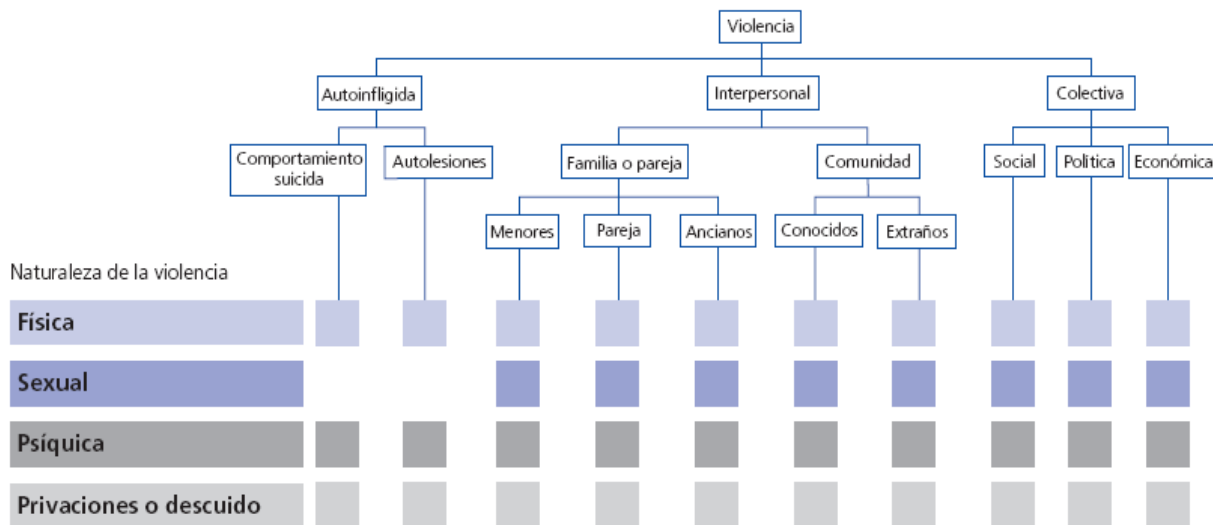 Violencia
Autoinfligida
Interpersonal
Colectiva
Comportamiento
suicida
Autolesiones
Familia o pareja
Comunidad
Social
Política
Económica
Menores
Pareja
Ancianos
Conocidos
Extraños
Naturaleza de la violencia
Física
Sexual
Psíquica
Privaciones o descuido